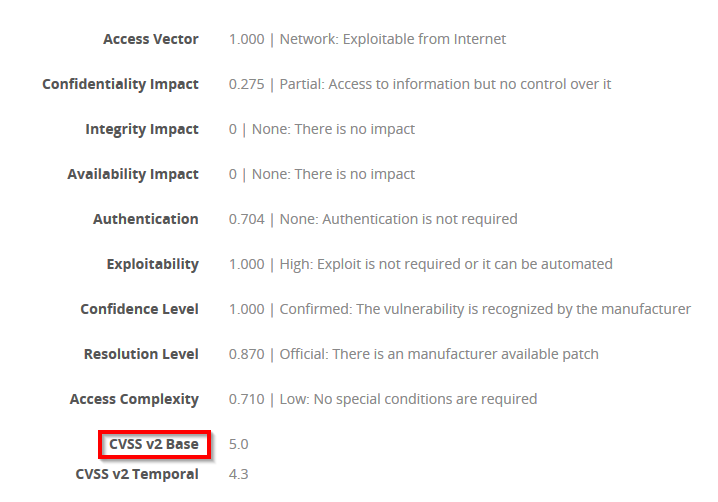 Access Vector 1.000 | Network: Exploitable from Internet
Confidentiality Impact 0.275 | Partial: Access to information but no control over it
Integrity Impact 0 | None: There is no impact
Availability Impact 0 | None: There is no impact
Authentication 0.704 | None: Authentication is not required
Exploitability 1.000 | High: Exploit is not required or it can be automated
Confidence Level 1.000 | Confirmed: The vulnerability is recognized by the manufacturer
Resolution Level 0.870 | Official: There is an manufacturer available patch
Access Complexity 0.710 | Low: No special conditions are required
CVSS v2 Base 5.0
CVSS v2 Temporal 4.3